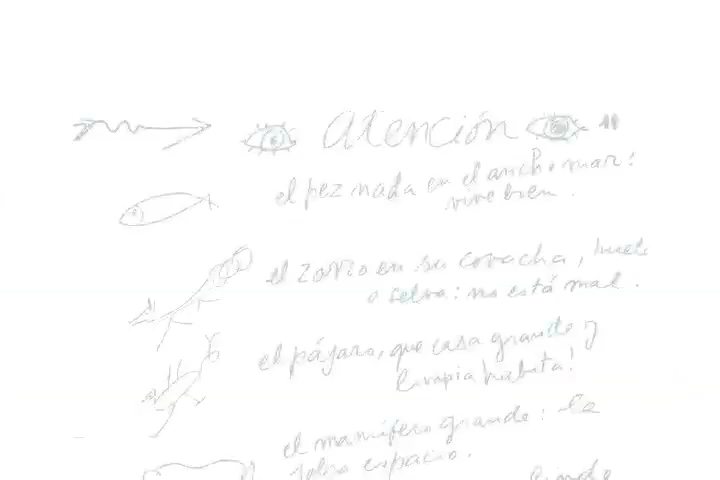 Atención
el pez nada en el ancho mar:
vive bien.
el zorro en su covacha,
o selva: no está mal.
el pájaro, que casa grande y
limpia habita!
el mamífero grande: le
sobra espacio.